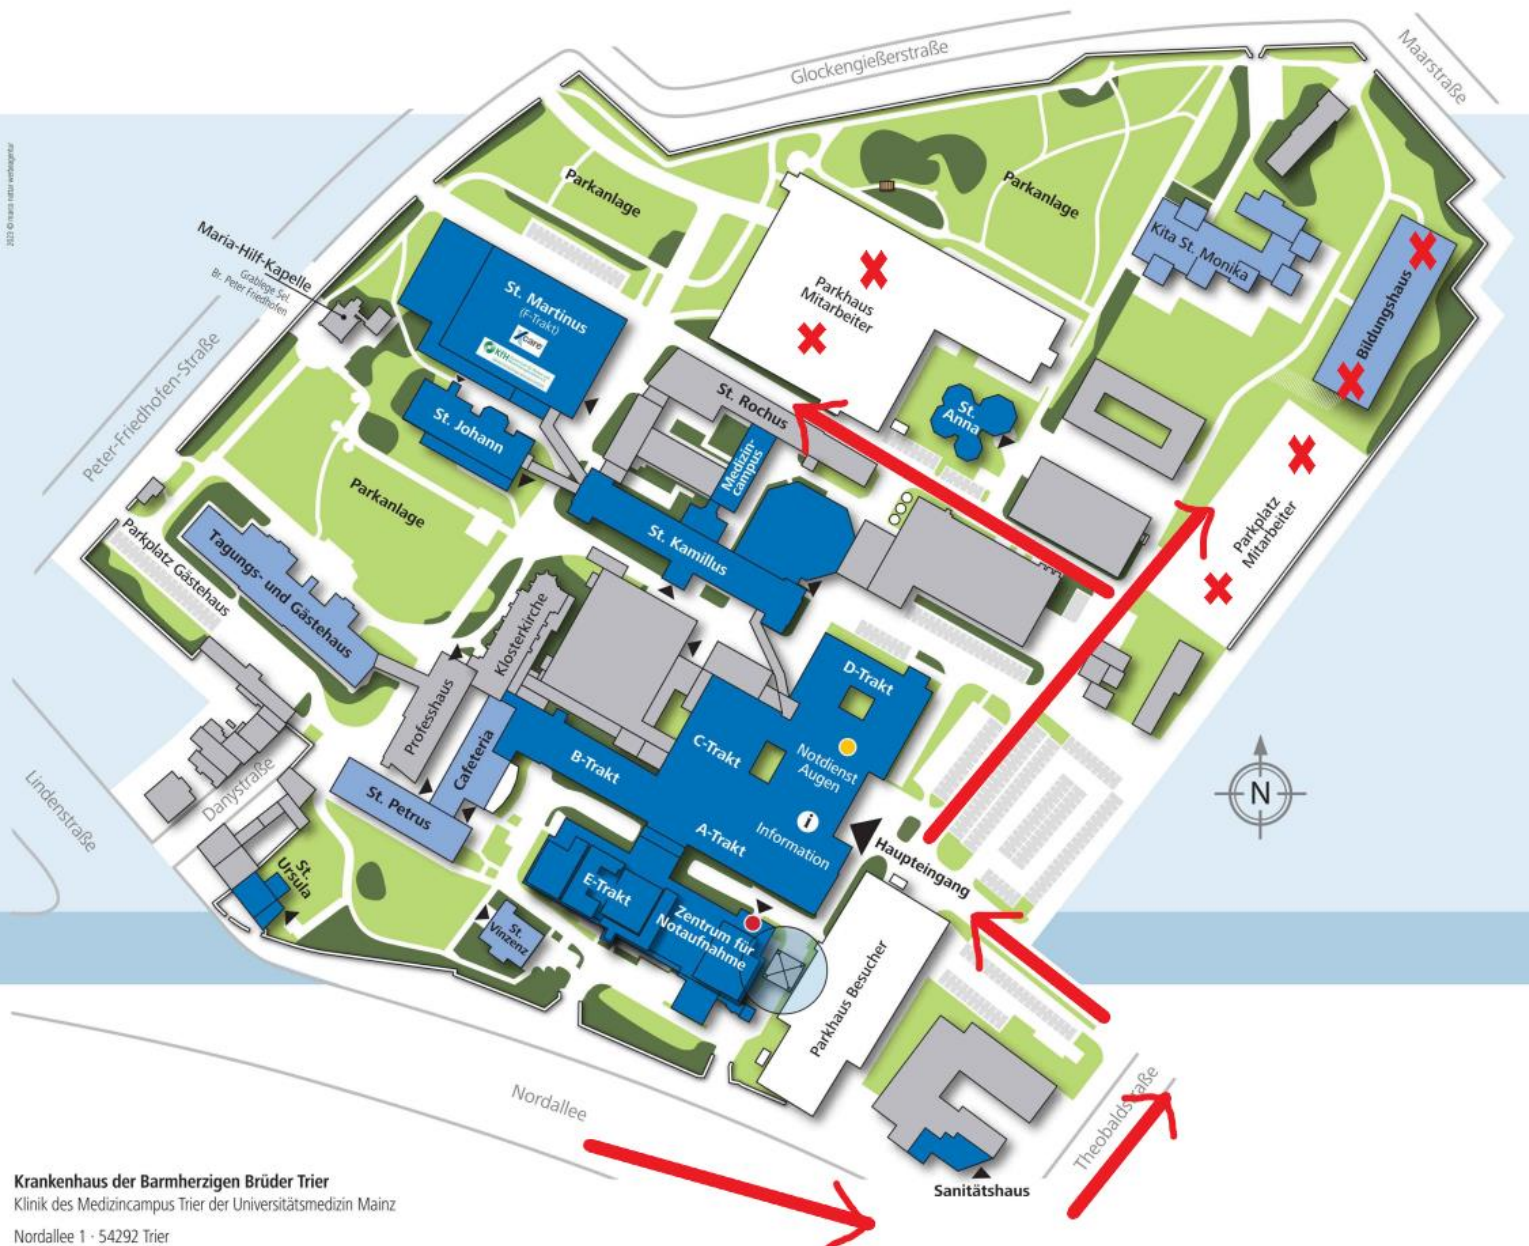 Glockengießerstraße
Maarstraße
Parkanlage
Parkanlage
Maria-Hilf-Kapelle
Grablege Sel.
Br. Peter Friedhofen
St. Martinus
(F-Trakt)
care
KfH
Parkhaus
Mitarbeiter
Kita St. Monika
Bildungshaus
Peter-Friedhofen-Straße
St. Johann
St. Rochus
St.
Anna
Medizin-
campus
Parkanlage
St. Kamillus
Parkplatz
Mitarbeiter
Parkplatz Gästehaus
Tagungs- und Gästehaus
Klosterkirche
Professhaus
Cafeteria
D-Trakt
C-Trakt
Notdienst
Augen
B-Trakt
A-Trakt
i
Information
N
Lindenstraße
Danystraße
St. Petrus
Haupteingang
St.
Ursula
E-Trakt
Zentrum für
Notaufnahme
St.
Vinzenz
Parkhaus Besucher
Nordallee
Theobaldstraße
Sanitätshaus
Krankenhaus der Barmherzigen Brüder Trier
Klinik des Medizincampus Trier der Universitätsmedizin Mainz
Nordallee 1 · 54292 Trier